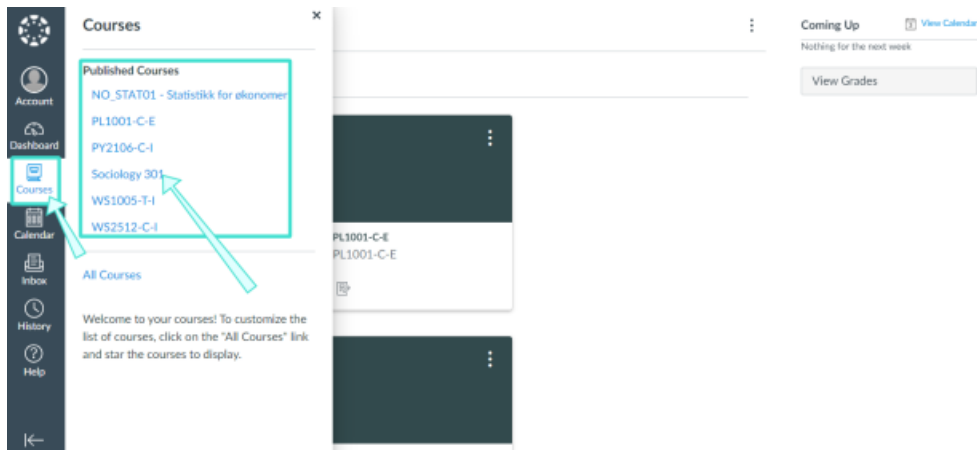 Account
Dashboard
Courses
Calendar
Inbox
History
Help
Courses
×
Published Courses
NO_STAT01 - Statistikk for økonomer
PL1001-C-E
PY2106-C-I
Sociology 301
WS1005-T-I
WS2512-C-I
All Courses
Welcome to your courses! To customize the
list of courses, click on the "All Courses" link
and star the courses to display.
PL1001-C-E
PL1001-C-E
Coming Up
View Calendar
Nothing for the next week
View Grades